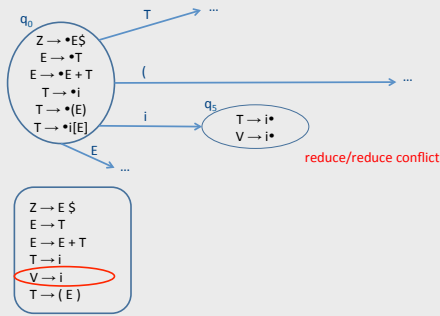 q0
T
...
Z → •E$
E → •T
E → •E + T
T → •i
T → •(E)
T → •i[E]
(
...
i
q5
T → i•
V → i•
reduce/reduce conflict
E
...
Z → E $
E → T
E → E + T
T → i
V → i
T → ( E )